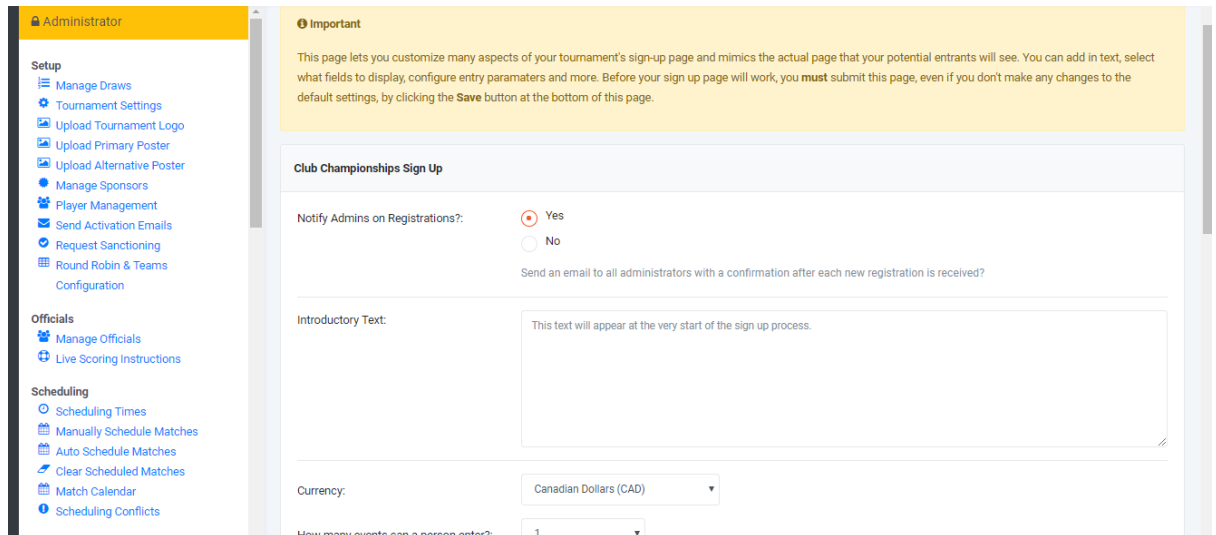 Administrator
Setup
Manage Draws
Tournament Settings
Upload Tournament Logo
Upload Primary Poster
Upload Alternative Poster
Manage Sponsors
Player Management
Send Activation Emails
Request Sanctioning
Round Robin & Teams
Configuration
Officials
Manage Officials
Live Scoring Instructions
Scheduling
Scheduling Times
Manually Schedule Matches
Auto Schedule Matches
Clear Scheduled Matches
Match Calendar
Scheduling Conflicts
Important
This page lets you customize many aspects of your tournament's sign-up page and mimics the actual page that your potential entrants will see. You can add in text, select
what fields to display, configure entry paramaters and more. Before your sign up page will work, you must submit this page, even if you don't make any changes to the
default settings, by clicking the Save button at the bottom of this page.
Club Championships Sign Up
Notify Admins on Registrations?:
Yes
No
Send an email to all administrators with a confirmation after each new registration is received?
Introductory Text:
This text will appear at the very start of the sign up process.
Currency:
Canadian Dollars (CAD)
How many events can a person enter?:
1